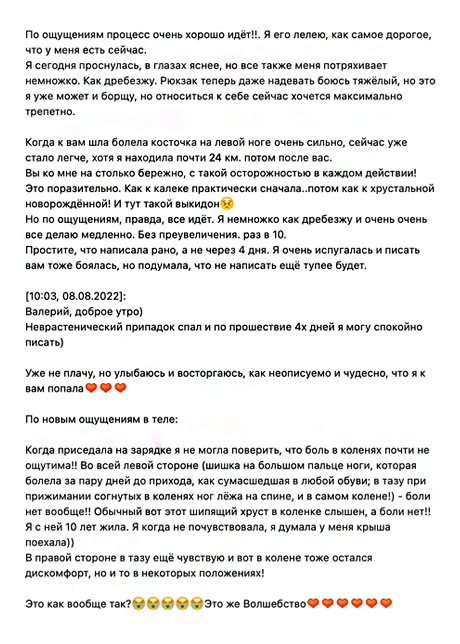 По ощущениям процесс очень хорошо идёт!!. Я его лелею, как самое дорогое,
что у меня есть сейчас.
Я сегодня проснулась, в глазах яснее, но все также меня потряхивает
немножко. Как дребезжу. Рюкзак теперь даже надевать боюсь тяжёлый, но это
я уже может и борщу, но относиться к себе сейчас хочется максимально
трепетно.
Когда к вам шла болела косточка на левой ноге очень сильно, сейчас уже
стало легче, хотя я находила почти 24 км. потом после вас.
Вы ко мне на столько бережно, с такой осторожностью в каждом действии!
Это поразительно. Как к калеке практически сначала..потом как к хрустальной
новорождённой! И тут такой выкидон😣
Но по ощущениям, правда, все идет. Я немножко как дребезжу и очень очень
все делаю медленно. Без преувеличения. раз в 10.
Простите, что написала рано, а не через 4 дня. Я очень испугалась и писать
вам тоже боялась, но подумала, что не написать ещё тупее будет.
[10:03, 08.08.2022]:
Валерий, доброе утро)
Неврастенический припадок спал и по прошествие 4х дней я могу спокойно
писать)
Уже не плачу, но улыбаюсь и восторгаюсь, как неописуемо и чудесно, что я к
вам попала❤️❤️❤️
По новым ощущениям в теле:
Когда приседала на зарядке я не могла поверить, что боль в коленях почти не
ощутима!! Во всей левой стороне (шишка на большом пальце ноги, которая
болела за пару дней до прихода, как сумасшедшая в любой обуви; в тазу при
прижимании согнутых в коленях ног лёжа на спине, и в самом колене!) - боли
нет вообще!! Обычный вот этот шипящий хруст в коленке слышен, а боли нет!!
Я с ней 10 лет жила. Я когда не почувствовала, я думала у меня крыша
поехала))
В правой стороне в тазу ещё чувствую и вот в колене тоже остался
дискомфорт, но и то в некоторых положениях!
Это как вообще так?😭😭😭😭😭Это же Волшебство❤️❤️❤️❤️❤️❤️